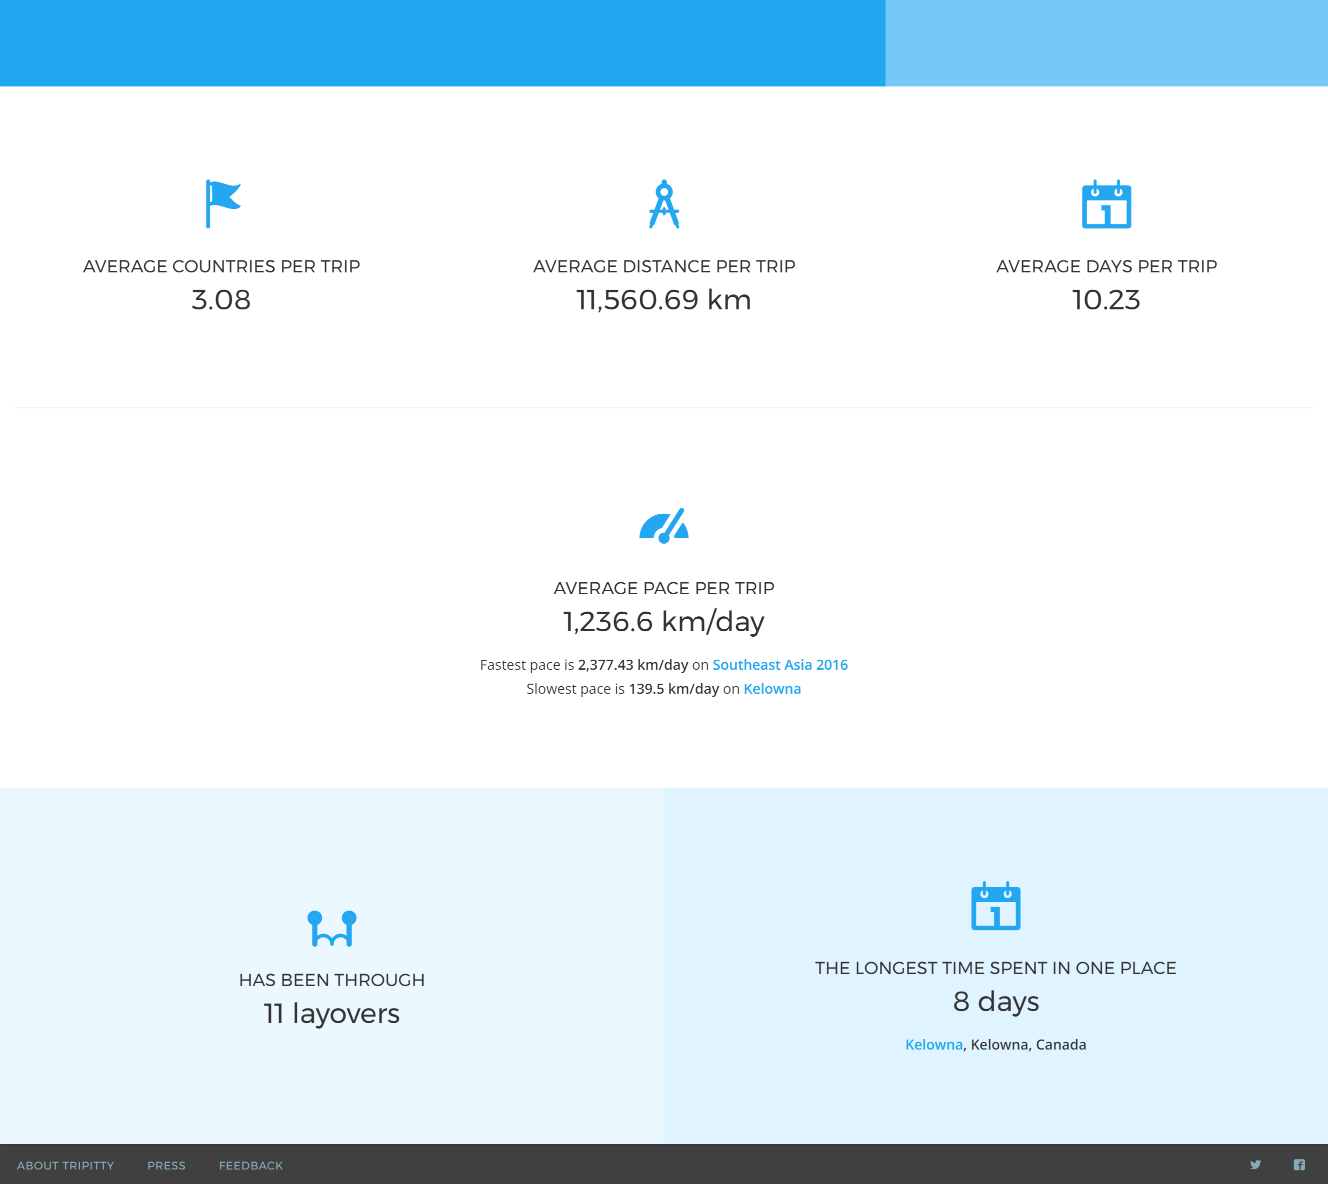 AVERAGE COUNTRIES PER TRIP
3.08
AVERAGE DISTANCE PER TRIP
11,560.69 km
AVERAGE DAYS PER TRIP
10.23
AVERAGE PACE PER TRIP
1,236.6 km/day
Fastest pace is 2,377.43 km/day on Southeast Asia 2016
Slowest pace is 139.5 km/day on Kelowna
HAS BEEN THROUGH
11 layovers
1
THE LONGEST TIME SPENT IN ONE PLACE
8 days
Kelowna, Kelowna, Canada
ABOUT TRIPITTY PRESS FEEDBACK